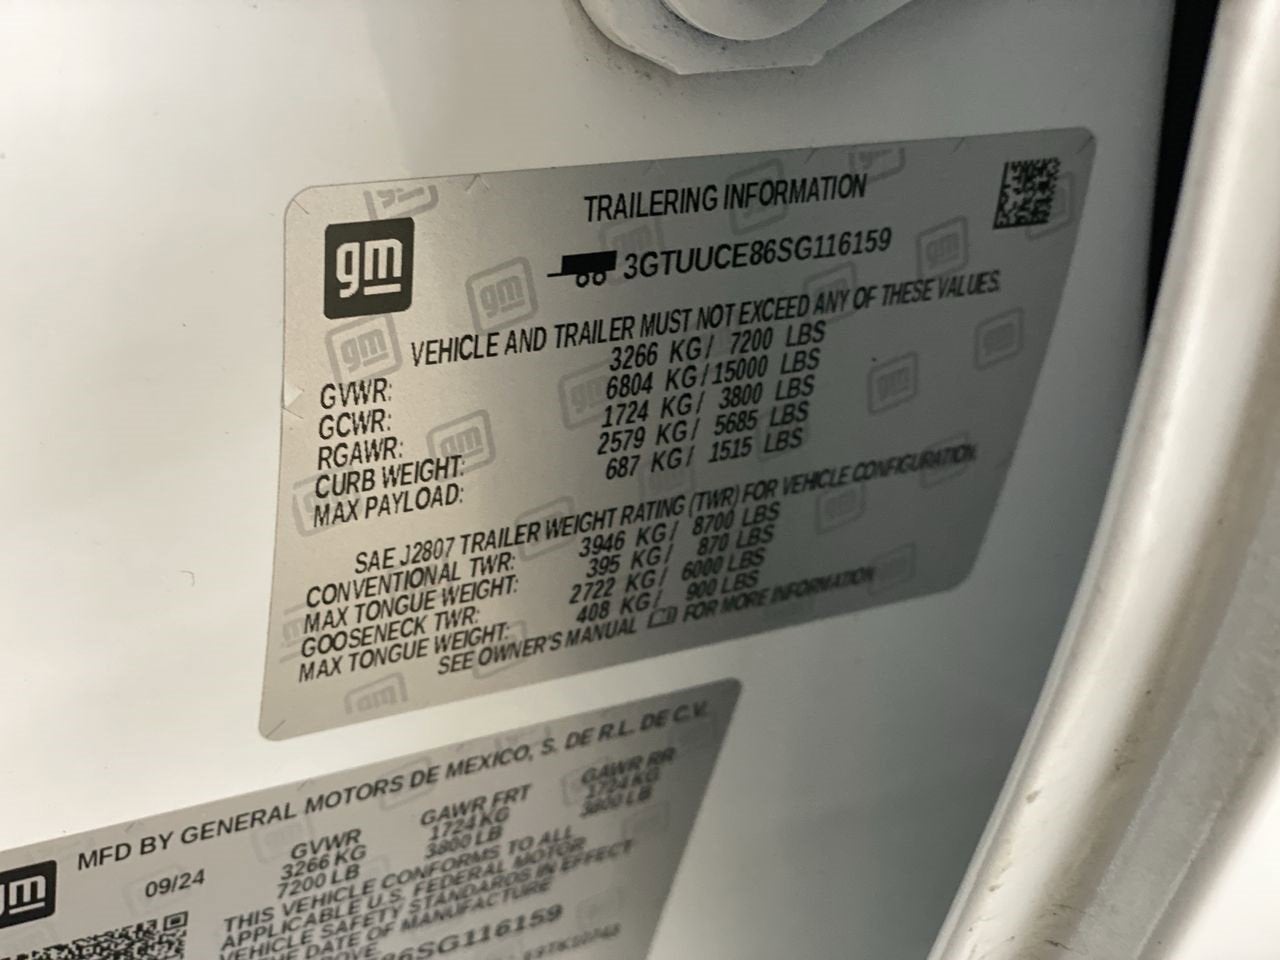 TRAILERING INFORMATION
gm
3GTUUCE86SG116159
VEHICLE AND TRAILER MUST NOT EXCEED ANY OF THESE VALUES.
GVWR: 3266 KG/ 7200 LBS
GCWR: 6804 KG/15000 LBS
RGAWR: 1724 KG/ 3800 LBS
CURB WEIGHT: 2579 KG/ 5685 LBS
MAX PAYLOAD: 687 KG/ 1515 LBS
SAE J2807 TRAILER WEIGHT RATING (TWR) FOR VEHICLE CONFIGURATION
CONVENTIONAL TWR: 3946 KG/ 8700 LBS
MAX TONGUE WEIGHT: 395 KG/ 870 LBS
GOOSENECK TWR: 2722 KG/ 6000 LBS
MAX TONGUE WEIGHT: 408 KG/ 900 LBS
SEE OWNER'S MANUAL FOR MORE INFORMATION
MFD BY GENERAL MOTORS DE MEXICO, S. DE R.L. DE C.V.
gm
09/24 GVWR GAWR FRT GAWR RR
3266 KG 1724 KG 1724 KG
7200 LB 3800 LB 3800 LB
THIS VEHICLE CONFORMS TO ALL
APPLICABLE U.S. FEDERAL MOTOR
VEHICLE SAFETY STANDARDS IN EFFECT
THE DATE OF MANUFACTURE
ABOVE
86SG116159